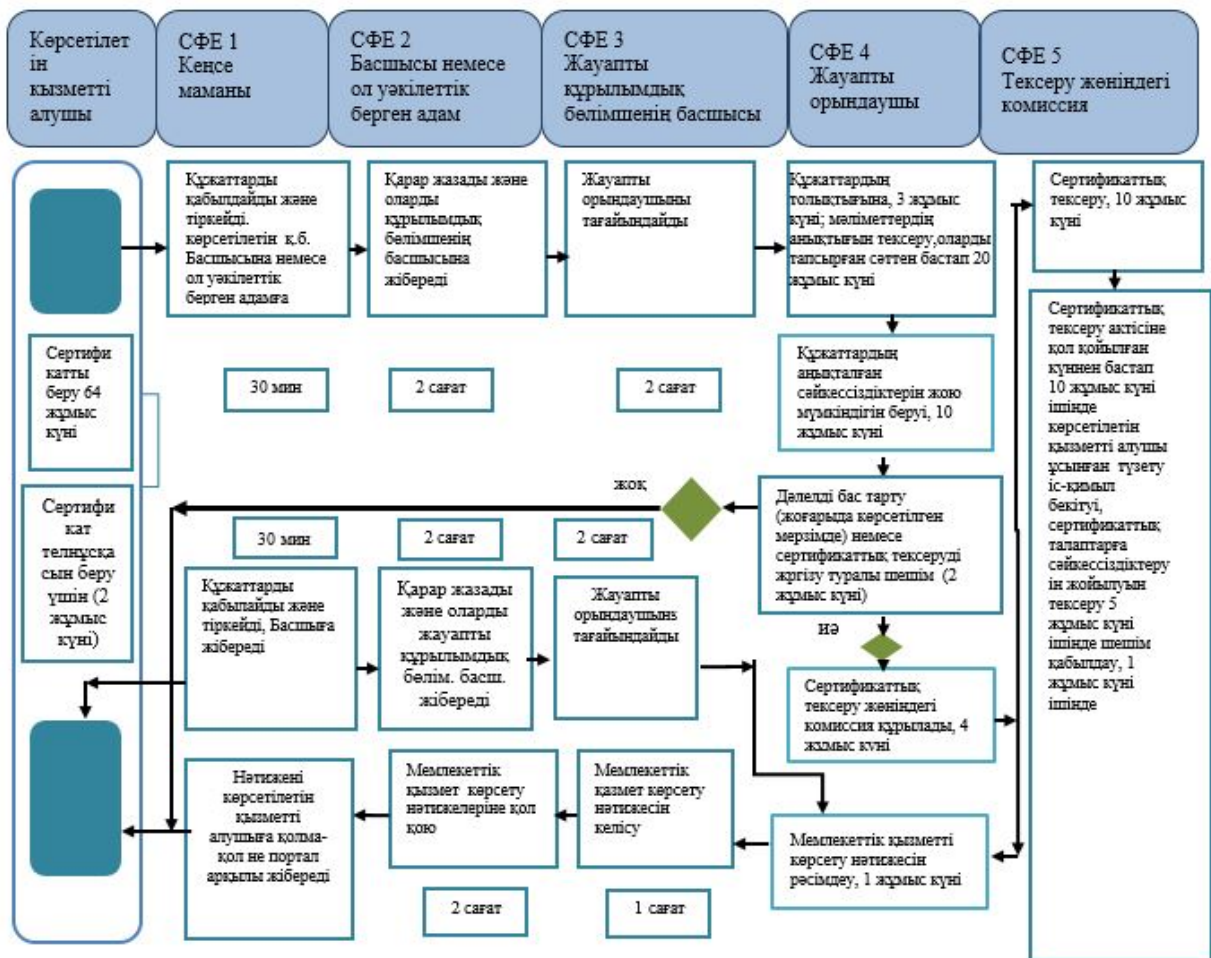 Көрсетілет
ін
қызметті
алушы
СФЕ 1
Кеңсе
маманы
СФЕ 2
Басшысы немесе
ол уәкілеттік
берген адам
СФЕ 3
Жауапты
құрылымдық
бөлімшенің басшысы
СФЕ 4
Жауапты
орындаушы
СФЕ 5
Тексеру жөніндегі
комиссия
Құжаттарды
қабылдайды және
тіркейді.
көрсетілетін қ.б.
Басшысына немесе
ол уәкілеттік
берген адамға
Қарар жазады және
оларды
құрылымдық
бөлімшенің
басшысына
жібереді
Жауапты
орындаушыны
тағайындайды
Құжаттардың
толықтығына, 3 жұмыс
күні; мәліметтердің
анықтығын тексеру,оларды
тапсырған сәттен бастап 20
жұмыс күні
Сертификаттық
тексеру, 10 жұмыс
күні
Сертифи
катты
беру 64
жұмыс
күні
30 мин
2 сағат
2 сағат
Құжаттардың
аңықталған
сәйкессіздіктерін жою
мүмкіндігін беруі, 10
жұмыс күні
Сертификаттық
тексеру актісіне
қол қойылған
күннен бастап
10 жұмыс күні
ішінде
көрсетілетін
қызметті алушы
ұсынған түзету
іс-қимыл
бекітуі,
сертификаттық
талаптарға
сәйкессіздіктеру
ін жойылуын
тексеру 5
жұмыс күні
ішінде шешім
қабылдау, 1
жұмыс күні
ішінде
Сертифи
кат
телнұсқа
сын беру
үшін (2
жұмыс
күні)
жоқ
30 мин
2 сағат
2 сағат
Дәлелді бас тарту
(жоғарыда көрсетілген
мерзімде) немесе
сертификаттық тексеруді
жргізу туралы шешім (2
жұмыс күні)
Құжаттарды
қабылайды және
тіркейді, Басшыға
жібереді
Қарар жазады
және оларды
жауапты
құрылымдық
бөлім. басш.
жібереді
Жауапты
орындаушынs
тағайындайды
иә
Сертификаттық
тексеру жөніндегі
комиссия құрылады, 4
жұмыс күні
Нәтижені
көрсетілетін
қызметті
алушыға қолма-
қол не портал
арқылы жібереді
Мемлекеттік
қызмет көрсету
нәтижелеріне қол
қою
Мемлекеттік
қазмет көрсету
нәтижесін
келісу
Мемлекеттік қызметті
көрсету нәтижесін
рәсімдеу, 1 жұмыс күні
2 сағат
1 сағат